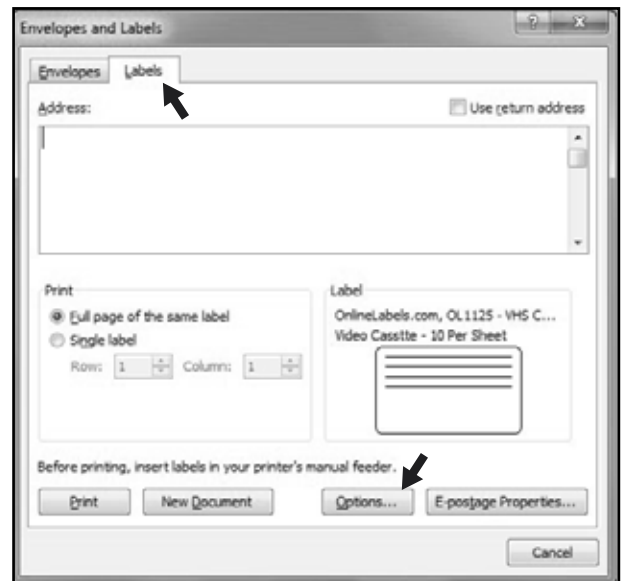 Envelopes and Labels
Envelopes Labels
Address: Use return address
Print
Full page of the same label
Single label
Row: 1 Column: 1
Label
OnlineLabels.com, OL1125 - VHS C...
Video Casstte - 10 Per Sheet
Before printing, insert labels in your printer's manual feeder.
Print New Document Options... E-postage Properties...
Cancel